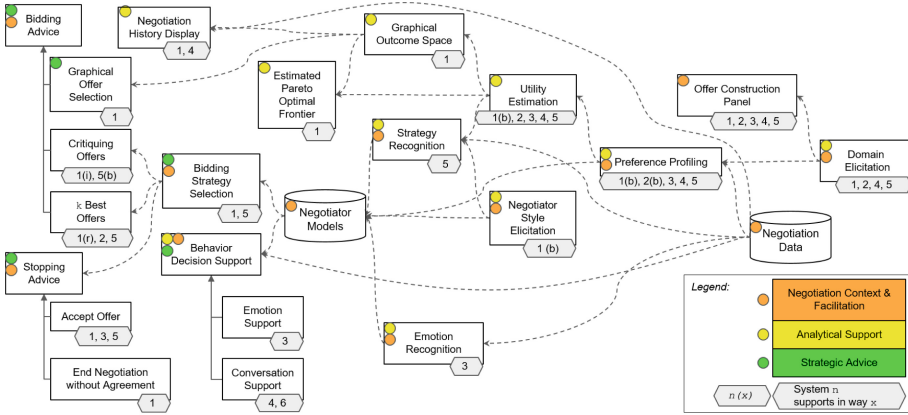 Bidding
Advice
Negotiation
History Display
1, 4
Graphical
Outcome Space
1
Graphical
Offer
Selection
1
Estimated
Pareto
Optimal
Frontier
1
Utility
Estimation
1(b), 2, 3, 4, 5
Offer Construction
Panel
1, 2, 3, 4, 5
Critiquing
Offers
1(i), 5(b)
Strategy
Recognition
5
Bidding
Strategy
Selection
1, 5
Preference Profiling
1(b), 2(b), 3, 4, 5
Domain
Elicitation
1, 2, 4, 5
k Best
Offers
1(r), 2, 5
Negotiator
Models
Negotiator
Style
Elicitation
1 (b)
Negotiation
Data
Stopping
Advice
Behavior
Decision Support
Accept Offer
1, 3, 5
Emotion
Support
3
Emotion
Recognition
3
End Negotiation
without Agreement
1
Conversation
Support
4, 6
Legend:
Negotiation Context &
Facilitation
Analytical Support
Strategic Advice
n(x)
System n
supports in way x